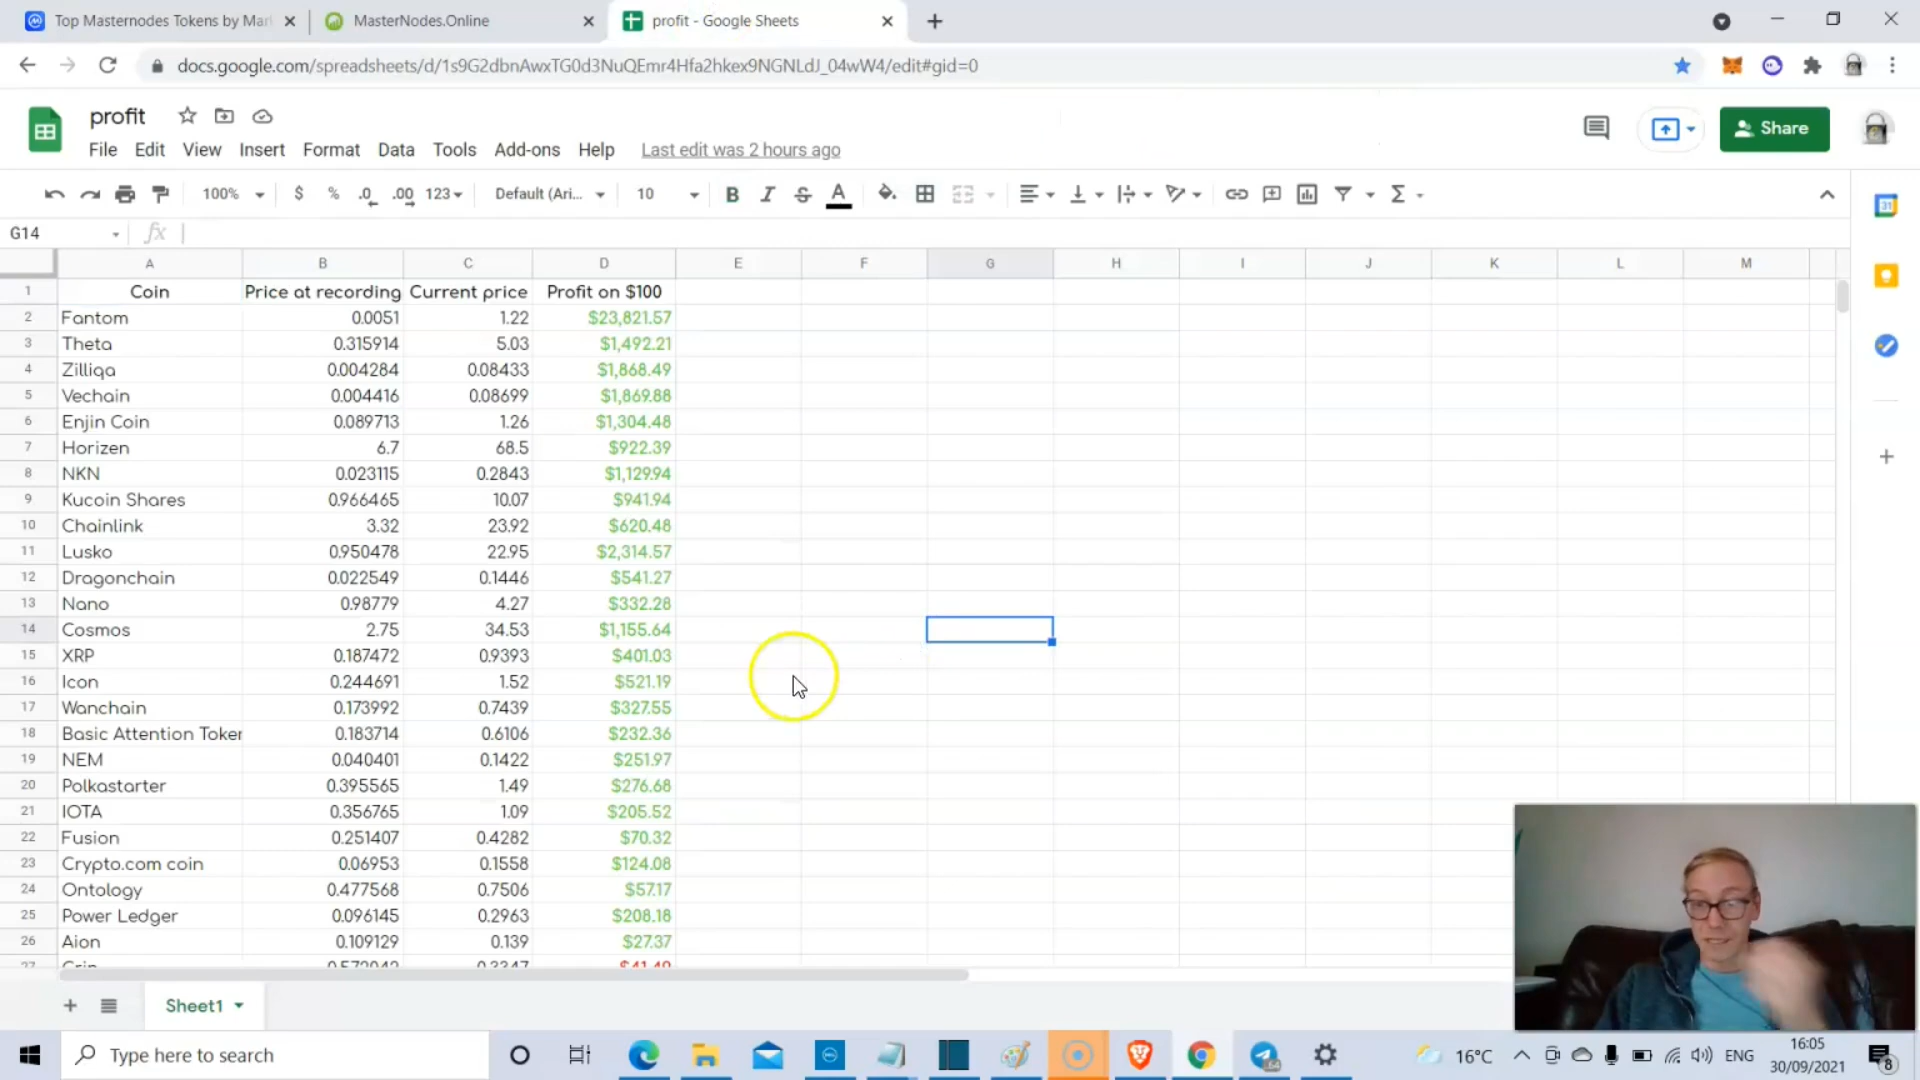 Top Masternodes Tokens by Mar
MasterNodes.Online
profit - Google Sheets
docs.google.com/spreadsheets/d/1s9G2dbnAwxTG0d3NuQEmr4Hfa2hkex9NGNLdJ_04wW4/edit#gid=0
profit
File Edit View Insert Format Data Tools Add-ons Help Last edit was 2 hours ago
Share
100% $ % .0 .00 123 Default (Ari... 10 B I S A
G14 fx
A B C D E F G H I J K L M
1 Coin Price at recording Current price Profit on $100
2 Fantom 0.0051 1.22 $23,821.57
3 Theta 0.315914 5.03 $1,492.21
4 Zilliqa 0.004284 0.08433 $1,868.49
5 Vechain 0.004416 0.08699 $1,869.88
6 Enjin Coin 0.089713 1.26 $1,304.48
7 Horizen 6.7 68.5 $922.39
8 NKN 0.023115 0.2843 $1,129.94
9 Kucoin Shares 0.966465 10.07 $941.94
10 Chainlink 3.32 23.92 $620.48
11 Lusko 0.950478 22.95 $2,314.57
12 Dragonchain 0.022549 0.1446 $541.27
13 Nano 0.98779 4.27 $332.28
14 Cosmos 2.75 34.53 $1,155.64
15 XRP 0.187472 0.9393 $401.03
16 Icon 0.244691 1.52 $521.19
17 Wanchain 0.173992 0.7439 $327.55
18 Basic Attention Token 0.183714 0.6106 $232.36
19 NEM 0.040401 0.1422 $251.97
20 Polkastarter 0.395565 1.49 $276.68
21 IOTA 0.356765 1.09 $205.52
22 Fusion 0.251407 0.4282 $70.32
23 Crypto.com coin 0.06953 0.1558 $124.08
24 Ontology 0.477568 0.7506 $57.17
25 Power Ledger 0.096145 0.2963 $208.18
26 Aion 0.109129 0.139 $27.37
Sheet1
Type here to search
16°C ENG
16:05
30/09/2021
8